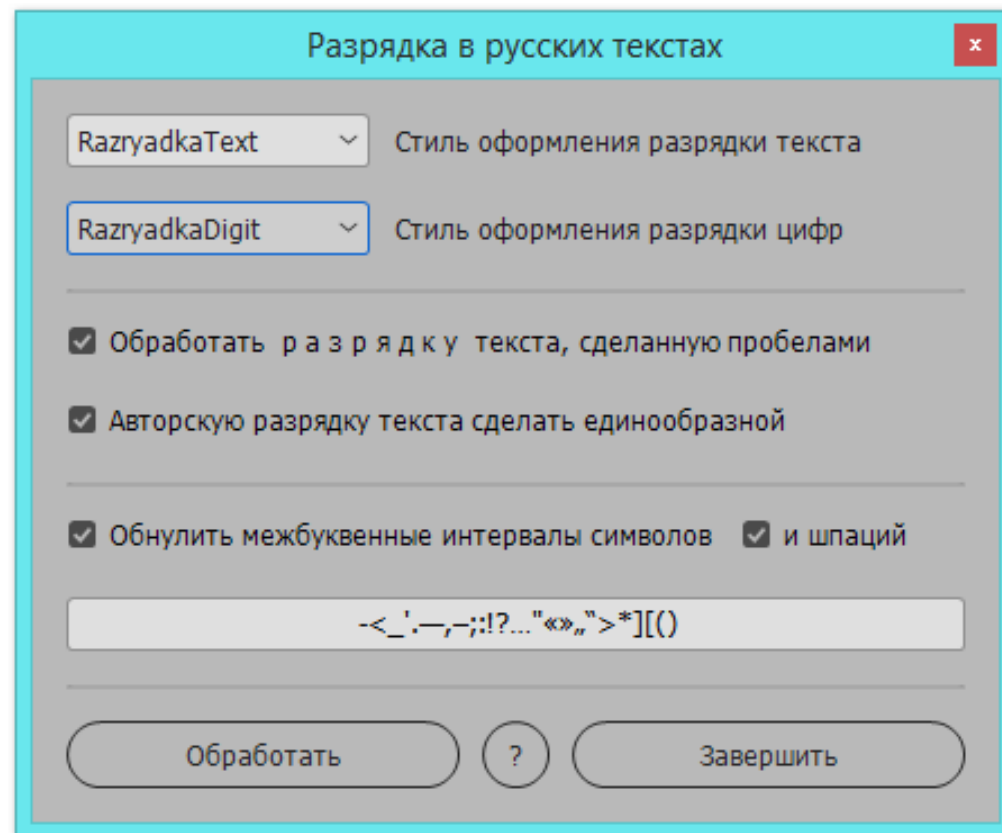 Разрядка в русских текстах x
RazryadkaText Стиль оформления разрядки текста
RazryadkaDigit Стиль оформления разрядки цифр
Обработать р а з р я д к у текста, сделанную пробелами
Авторскую разрядку текста сделать единообразной
Обнулить межбуквенные интервалы символов и шпаций
-<_'.—,–;:!?…"«»„‟>*][()
Обработать ? Завершить